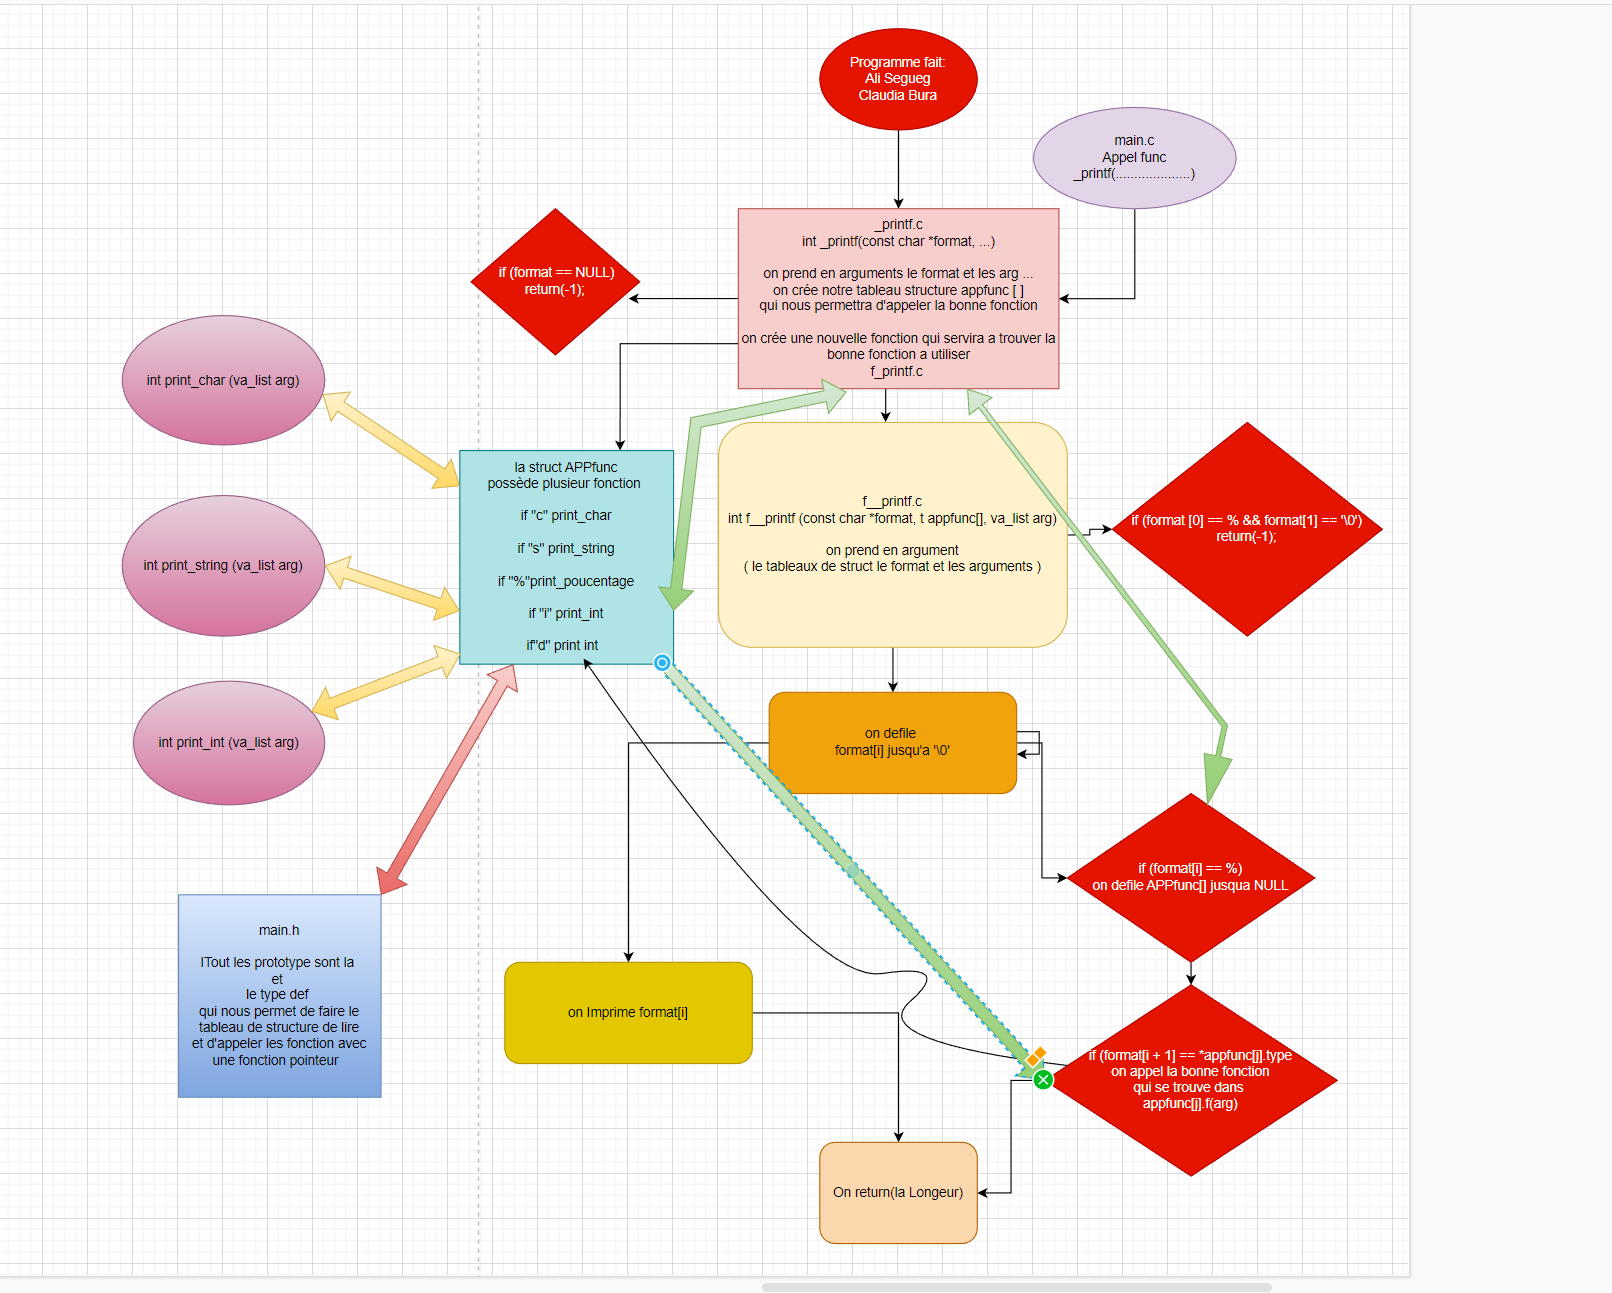 Programme fait:
Ali Segueg
Claudia Bura
main.c
Appel func
_printf(.....................)
_printf.c
int _printf(const char *format, ...)
on prend en arguments le format et les arg ...
on crée notre tableau structure appfunc [ ]
qui nous permettra d'appeler la bonne fonction
on crée une nouvelle fonction qui servira a trouver la
bonne fonction a utiliser
f_printf.c
if (format == NULL)
return(-1);
int print_char (va_list arg)
la struct APPfunc
possède plusieur fonction
if "c" print_char
if "s" print_string
if "%"print_poucentage
if "i" print_int
if"d" print int
f__printf.c
int f__printf (const char *format, t appfunc[], va_list arg)
on prend en argument
( le tableaux de struct le format et les arguments )
if (format [0] == % && format[1] == '\0')
return(-1);
int print_string (va_list arg)
int print_int (va_list arg)
on defile
format[i] jusqu'a '\0'
if (format[i] == %)
on defile APPfunc[] jusqua NULL
main.h
ITout les prototype sont la
et
le type def
qui nous permet de faire le
tableau de structure de lire
et d'appeler les fonction avec
une fonction pointeur
on Imprime format[i]
if (format[i + 1] == *appfunc[j].type
on appel la bonne fonction
qui se trouve dans
appfunc[j].f(arg)
On return(la Longeur)